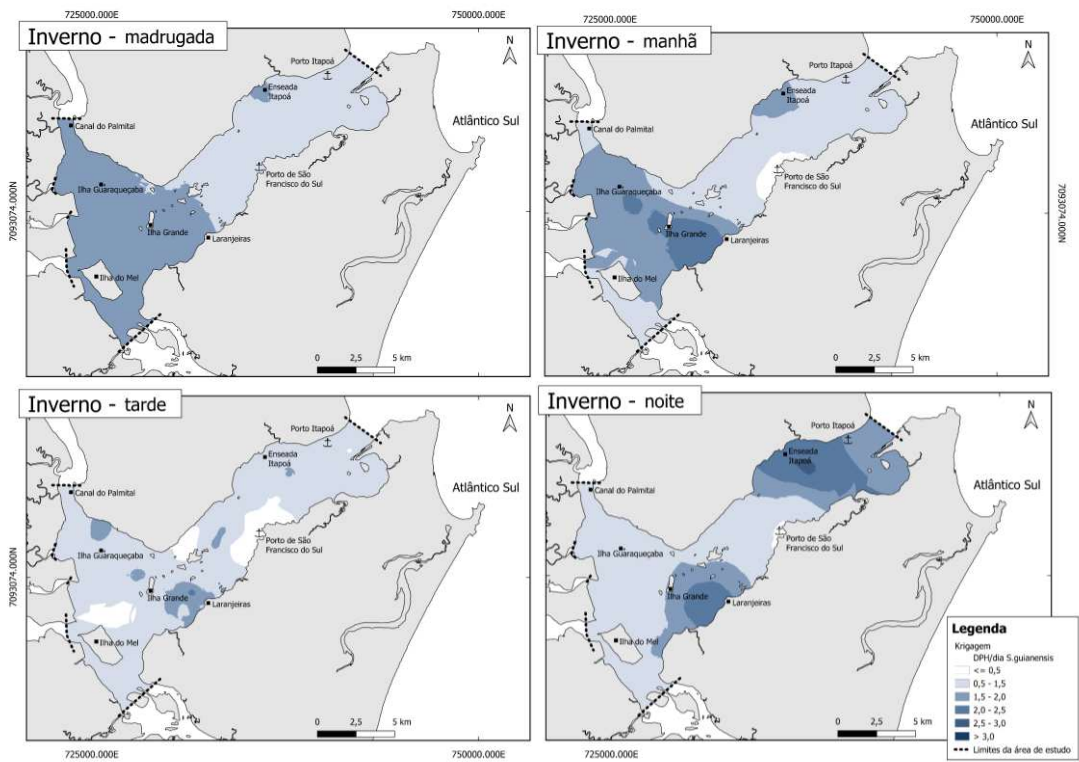 725000.000E
750000.000E
Inverno - madrugada
N
Porto Itapoá
Enseada
Itapoá
Canal do Palmital
Atlântico Sul
Ilha Guaraqueçaba
Porto de São
Francisco do Sul
7093074.000N
Ilha Grande
Laranjeiras
Ilha do Mel
0 2,5 5 km
725000.000E
750000.000E
Inverno - manhã
N
Porto Itapoá
Enseada
Itapoá
Canal do Palmital
Atlântico Sul
Ilha Guaraqueçaba
Porto de São
Francisco do Sul
7093074.000N
Ilha Grande
Laranjeiras
Ilha do Mel
0 2,5 5 km
Inverno - tarde
N
Porto Itapoá
Enseada
Itapoá
Canal do Palmital
Atlântico Sul
Ilha Guaraqueçaba
Porto de São
Francisco do Sul
7093074.000N
Ilha Grande
Laranjeiras
Ilha do Mel
0 2,5 5 km
725000.000E
750000.000E
Inverno - noite
N
Porto Itapoá
Enseada
Itapoá
Canal do Palmital
Atlântico Sul
Ilha Guaraqueçaba
Porto de São
Francisco do Sul
Ilha Grande
Laranjeiras
Ilha do Mel
0 2,5 5 km
725000.000E
Legenda
Krigagem
DPH/dia S.guianensis
<= 0,5
0,5 - 1,5
1,5 - 2,0
2,0 - 2,5
2,5 - 3,0
> 3,0
Limites da área de estudo